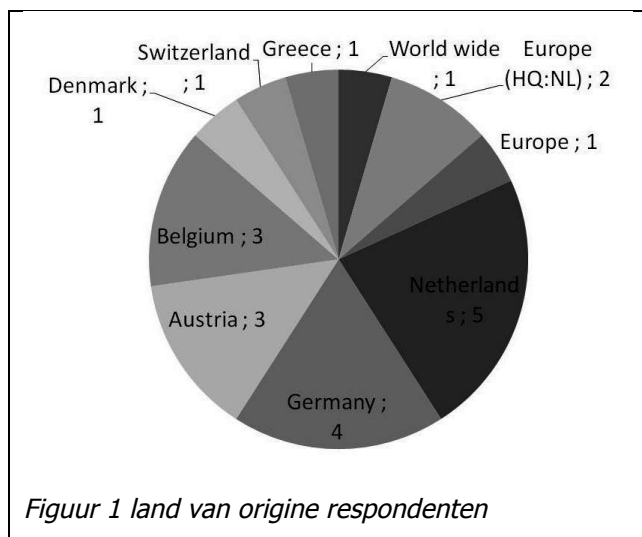 Switzerland
; 1
Greece ; 1
World wide
; 1
Europe
(HQ:NL) ; 2
Denmark ;
1
Europe ; 1
Belgium ; 3
Netherland
s ; 5
Austria ; 3
Germany ;
4
Figuur 1 land van origine respondenten